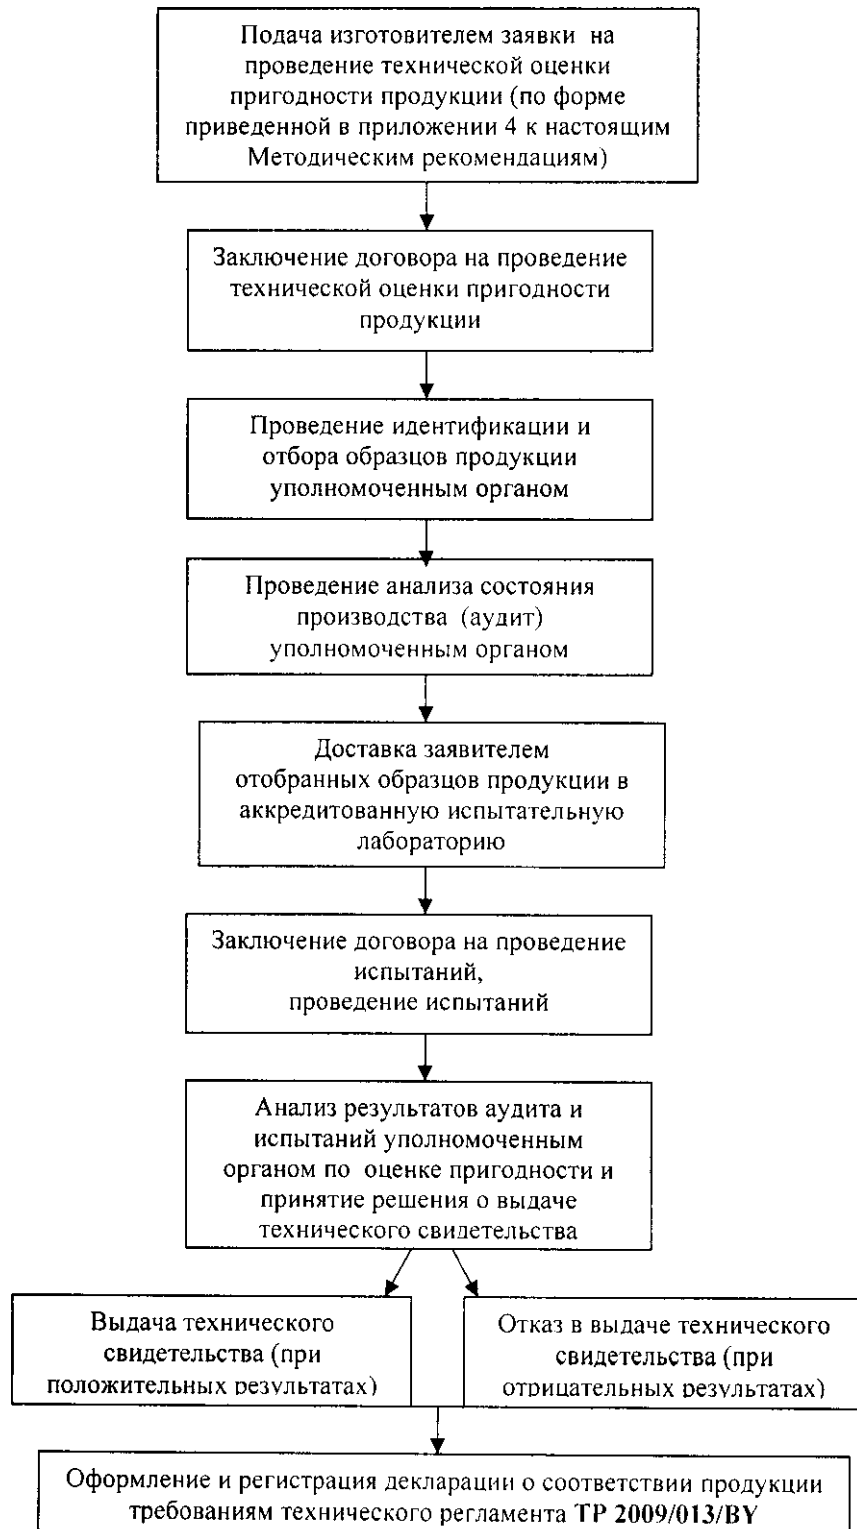 Подача изготовителем заявки на
проведение технической оценки
пригодности продукции (по форме
приведенной в приложении 4 к настоящим
Методическим рекомендациям)
Заключение договора на проведение
технической оценки пригодности
продукции
Проведение идентификации и
отбора образцов продукции
уполномоченным органом
Проведение анализа состояния
производства (аудит)
уполномоченным органом
Доставка заявителем
отобранных образцов продукции в
аккредитованную испытательную
лабораторию
Заключение договора на проведение
испытаний,
проведение испытаний
Анализ результатов аудита и
испытаний уполномоченным
органом по оценке пригодности и
принятие решения о выдаче
технического свидетельства
Выдача технического
свидетельства (при
положительных результатах)
Отказ в выдаче технического
свидетельства (при
отрицательных результатах)
Оформление и регистрация декларации о соответствии продукции
требованиям технического регламента ТР 2009/013/BY